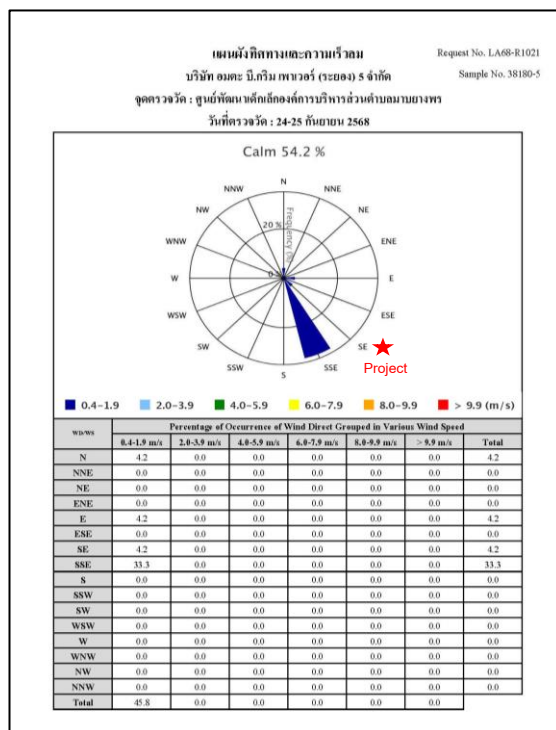 แผนผังทิศทางและความเร็วลม
Request No. LA68-R1021
บริษัท อมตะ บี.กริม เพาเวอร์ (ระยอง) 5 จำกัด
Sample No. 38180-5
จุดตรวจวัด : ศูนย์พัฒนาเด็กเล็กองค์การบริหารส่วนตำบลมาบยางพร
วันที่ตรวจวัด : 24-25 กันยายน 2568
Calm 54.2 %
N
NNW NNE
NW NE
WNW ENE
W E
WSW ESE
SW SE
SSW SSE
S
20 %
0 %
Frequency (%)
Project
0.4-1.9 2.0-3.9 4.0-5.9 6.0-7.9 8.0-9.9 > 9.9 (m/s)
WD/WS Percentage of Occurrence of Wind Direct Grouped in Various Wind Speed
0.4-1.9 m/s 2.0-3.9 m/s 4.0-5.9 m/s 6.0-7.9 m/s 8.0-9.9 m/s > 9.9 m/s Total
N 4.2 0.0 0.0 0.0 0.0 0.0 4.2
NNE 0.0 0.0 0.0 0.0 0.0 0.0 0.0
NE 0.0 0.0 0.0 0.0 0.0 0.0 0.0
ENE 0.0 0.0 0.0 0.0 0.0 0.0 0.0
E 4.2 0.0 0.0 0.0 0.0 0.0 4.2
ESE 0.0 0.0 0.0 0.0 0.0 0.0 0.0
SE 4.2 0.0 0.0 0.0 0.0 0.0 4.2
SSE 33.3 0.0 0.0 0.0 0.0 0.0 33.3
S 0.0 0.0 0.0 0.0 0.0 0.0 0.0
SSW 0.0 0.0 0.0 0.0 0.0 0.0 0.0
SW 0.0 0.0 0.0 0.0 0.0 0.0 0.0
WSW 0.0 0.0 0.0 0.0 0.0 0.0 0.0
W 0.0 0.0 0.0 0.0 0.0 0.0 0.0
WNW 0.0 0.0 0.0 0.0 0.0 0.0 0.0
NW 0.0 0.0 0.0 0.0 0.0 0.0 0.0
NNW 0.0 0.0 0.0 0.0 0.0 0.0 0.0
Total 45.8 0.0 0.0 0.0 0.0 0.0